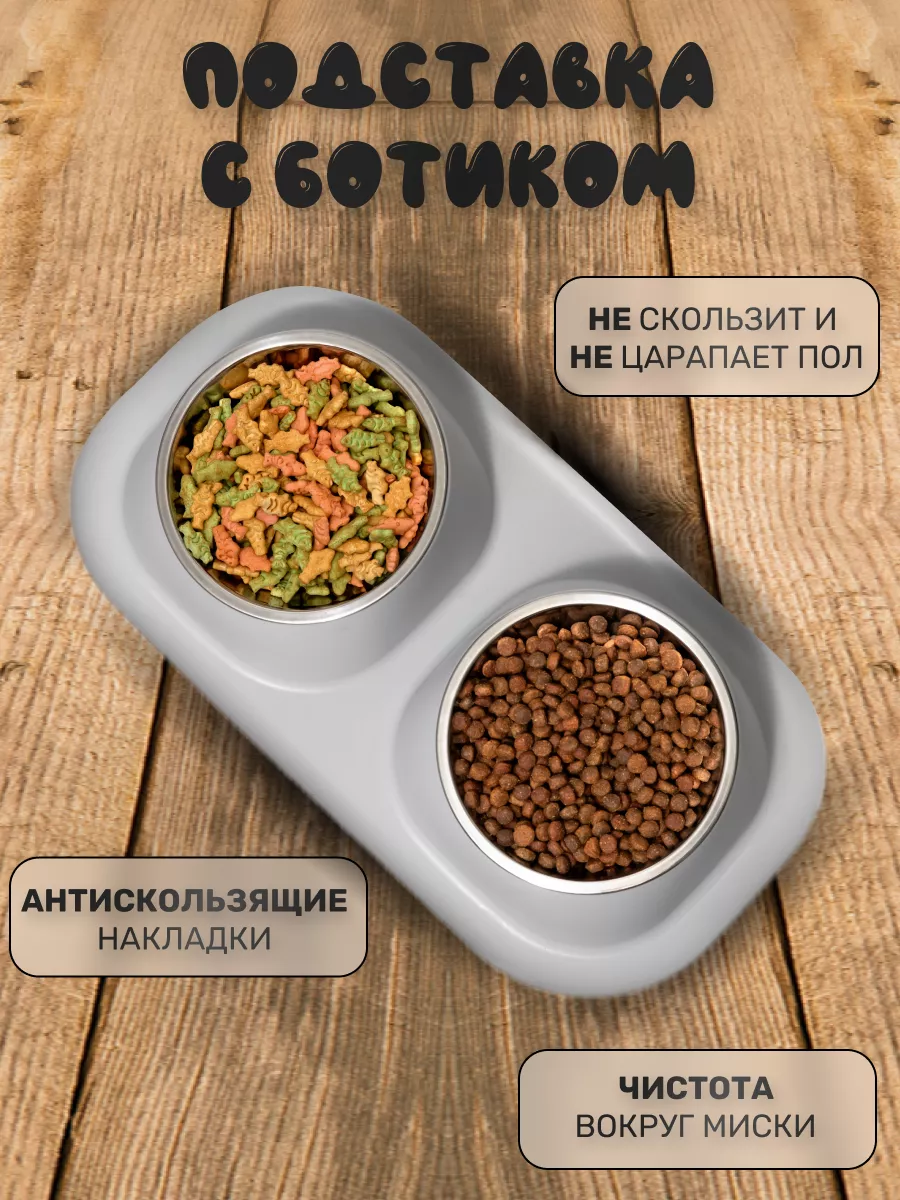 ПОДСТАВКА
С БОТИКОМ
НЕ СКОЛЬЗИТ И
НЕ ЦАРАПАЕТ ПОЛ
АНТИСКОЛЬЗЯЩИЕ
НАКЛАДКИ
ЧИСТОТА
ВОКРУГ МИСКИ